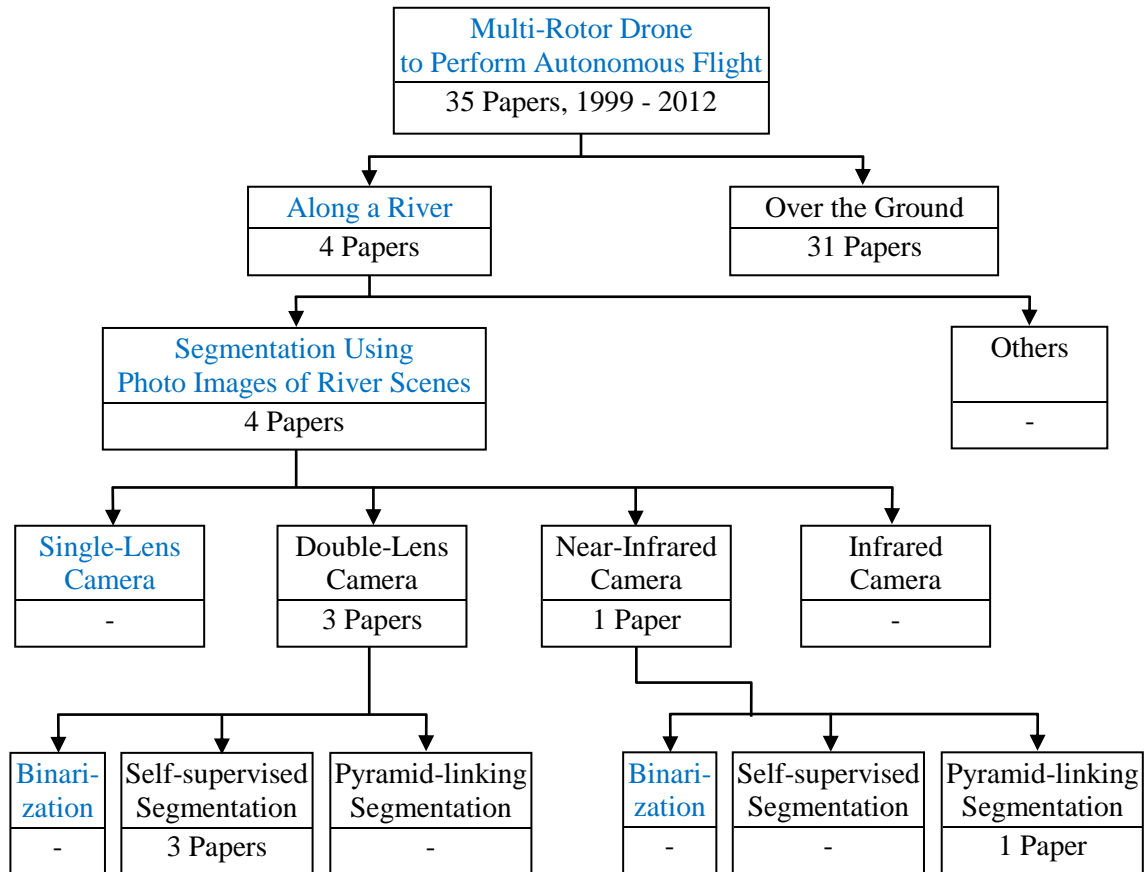 Multi-Rotor Drone
to Perform Autonomous Flight
35 Papers, 1999 - 2012
Along a River
4 Papers
Over the Ground
31 Papers
Segmentation Using
Photo Images of River Scenes
4 Papers
Others
-
Single-Lens
Camera
-
Double-Lens
Camera
3 Papers
Near-Infrared
Camera
1 Paper
Infrared
Camera
-
Binari-
zation
-
Self-supervised
Segmentation
3 Papers
Pyramid-linking
Segmentation
-
Binari-
zation
-
Self-supervised
Segmentation
-
Pyramid-linking
Segmentation
1 Paper